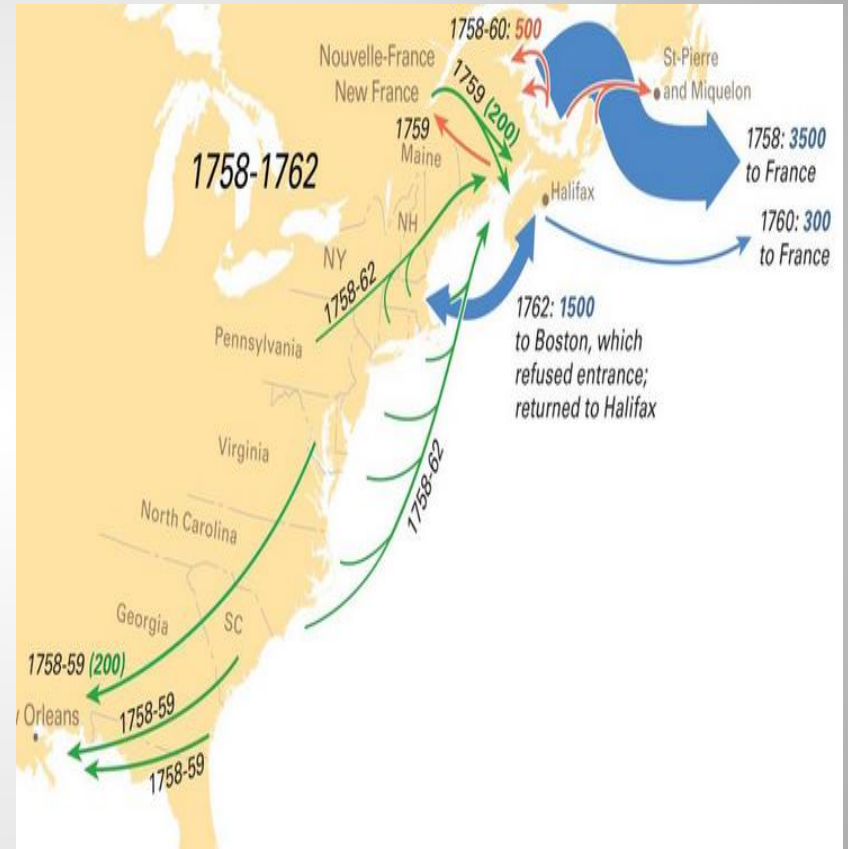 1758-60: 500
Nouvelle-France
New France
St-Pierre
and Miquelon
1759 (200)
1759
Maine
1758: 3500
to France
1758-1762
Halifax
NH
1760: 300
to France
NY
1758-62
1762: 1500
to Boston, which
refused entrance;
returned to Halifax
Pennsylvania
Virginia
1758-62
North Carolina
Georgia
SC
1758-59 (200)
Orleans
1758-59
1758-59